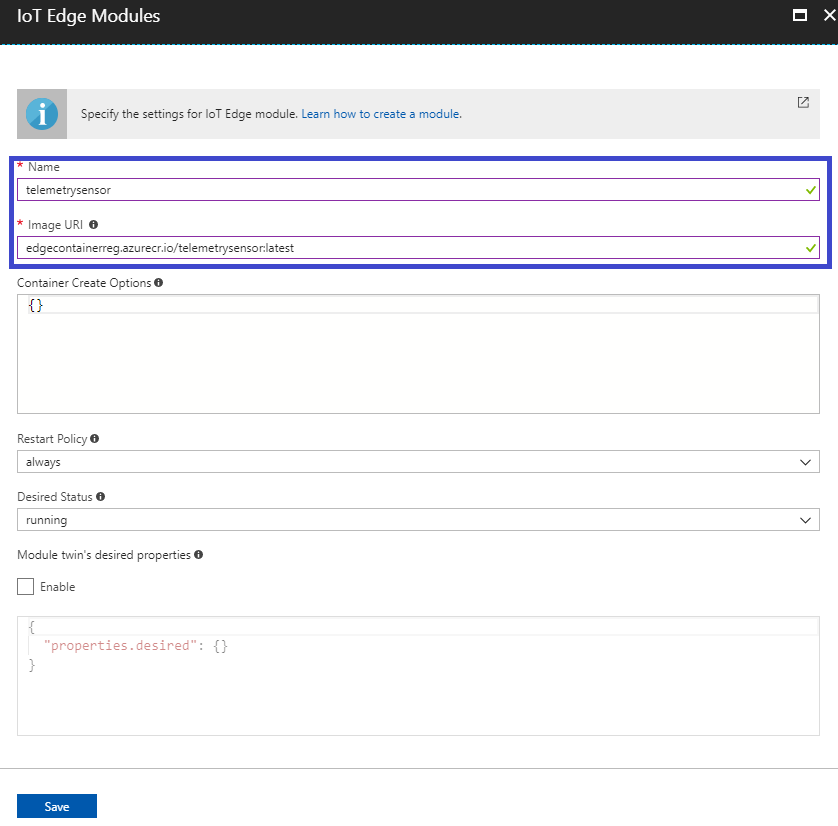 IoT Edge Modules
Specify the settings for IoT Edge module. Learn how to create a module.
* Name
telemetrysensor
* Image URI
edgecontainerreg.azurecr.io/telemetrysensor:latest
Container Create Options
{}
Restart Policy
always
Desired Status
running
Module twin's desired properties
Enable
{
"properties.desired": {}
}
Save